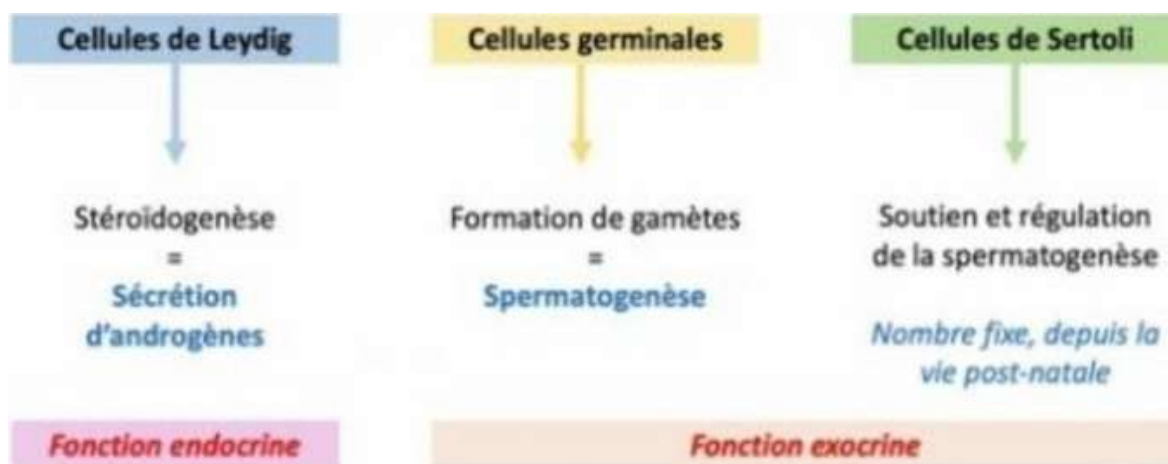 Cellules de Leydig
Cellules germinales
Cellules de Sertoli
Stéroïdogenèse
=
Sécrétion
d'androgènes
Formation de gamètes
=
Spermatogenèse
Soutien et régulation
de la spermatogenèse
Nombre fixe, depuis la
vie post-natale
Fonction endocrine
Fonction exocrine